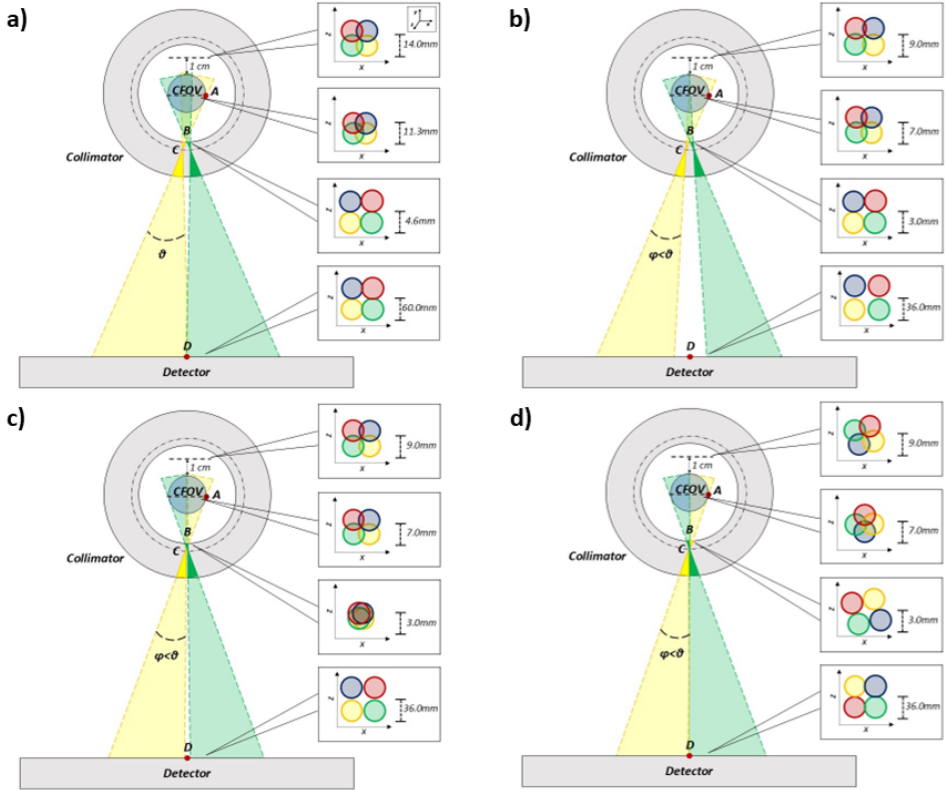 a)
y
z
x
z
14.0mm
x
1 cm
CFOV
A
z
11.3mm
x
B
C
Collimator
z
4.6mm
x
ϑ
z
60.0mm
x
D
Detector
b)
z
9.0mm
x
1 cm
CFOV
A
z
7.0mm
x
B
C
Collimator
z
3.0mm
x
φ<ϑ
z
36.0mm
x
D
Detector
c)
z
9.0mm
x
1 cm
CFOV
A
z
7.0mm
x
B
C
Collimator
z
3.0mm
x
φ<ϑ
z
36.0mm
x
D
Detector
d)
z
9.0mm
x
1 cm
CFOV
A
z
7.0mm
x
B
C
Collimator
z
3.0mm
x
φ<ϑ
z
36.0mm
x
D
Detector